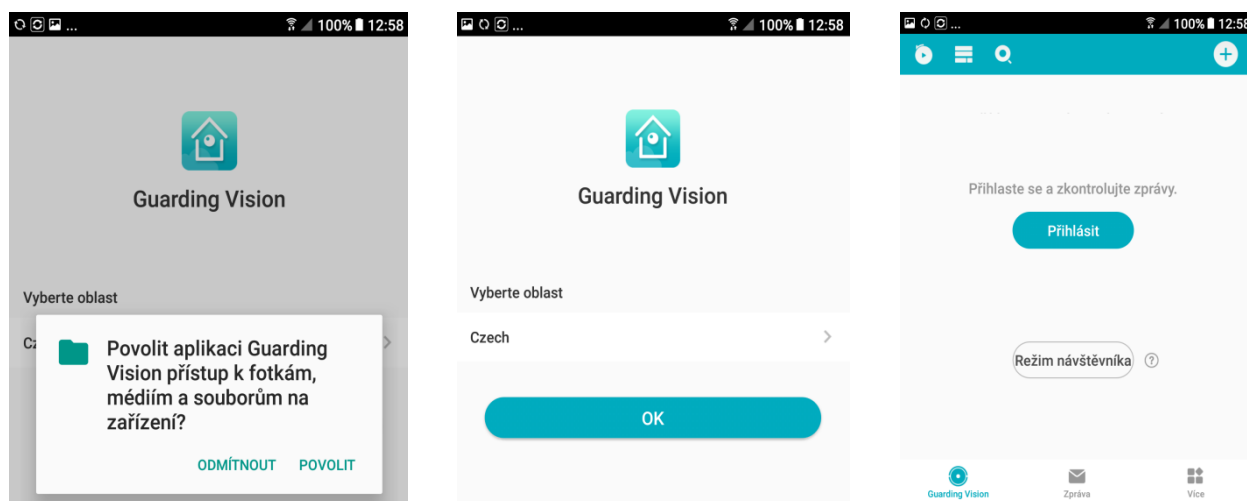 ... 100% 12:58
Guarding Vision
Vyberte oblast
Cz
Povolit aplikaci Guarding
Vision přístup k fotkám,
médiím a souborům na
zařízení?
ODMÍTNOUT POVOLIT
... 100% 12:58
Guarding Vision
Vyberte oblast
Czech
OK
... 100% 12:58
Přihlaste se a zkontrolujte zprávy.
Přihlásit
Režim návštěvníka ?
Guarding Vision Zpráva Více